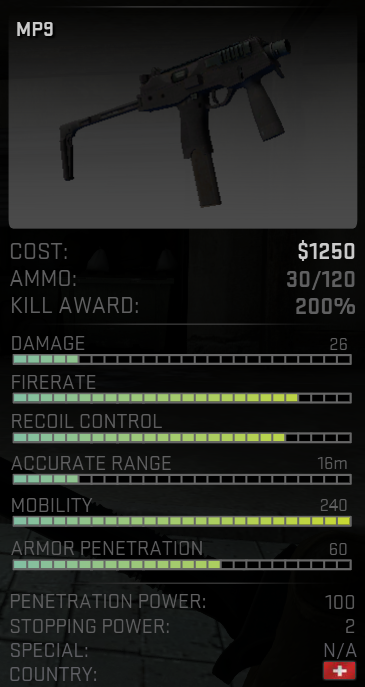 MP9
COST: $1250
AMMO: 30/120
KILL AWARD: 200%
DAMAGE 26
FIRERATE
RECOIL CONTROL
ACCURATE RANGE 16m
MOBILITY 240
ARMOR PENETRATION 60
PENETRATION POWER: 100
STOPPING POWER: 2
SPECIAL: N/A
COUNTRY: